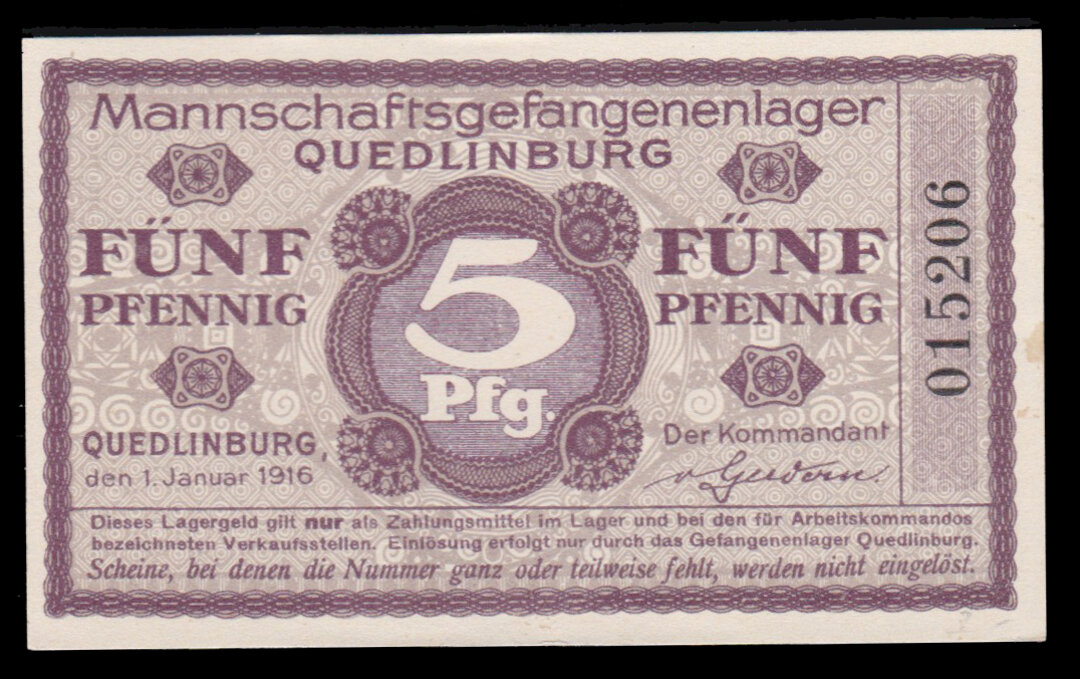 Mannschaftsgefangenenlager
QUEDLINBURG
FÜNF
PFENNIG
5
Pfg.
FÜNF
PFENNIG
015206
QUEDLINBURG,
den 1. Januar 1916
Der Kommandant
Dieses Lagergeld gilt nur als Zahlungsmittel im Lager und bei den für Arbeitskommandos
bezeichneten Verkaufsstellen. Einlösung erfolgt nur durch das Gefangenenlager Quedlinburg.
Scheine, bei denen die Nummer ganz oder teilweise fehlt, werden nicht eingelöst.